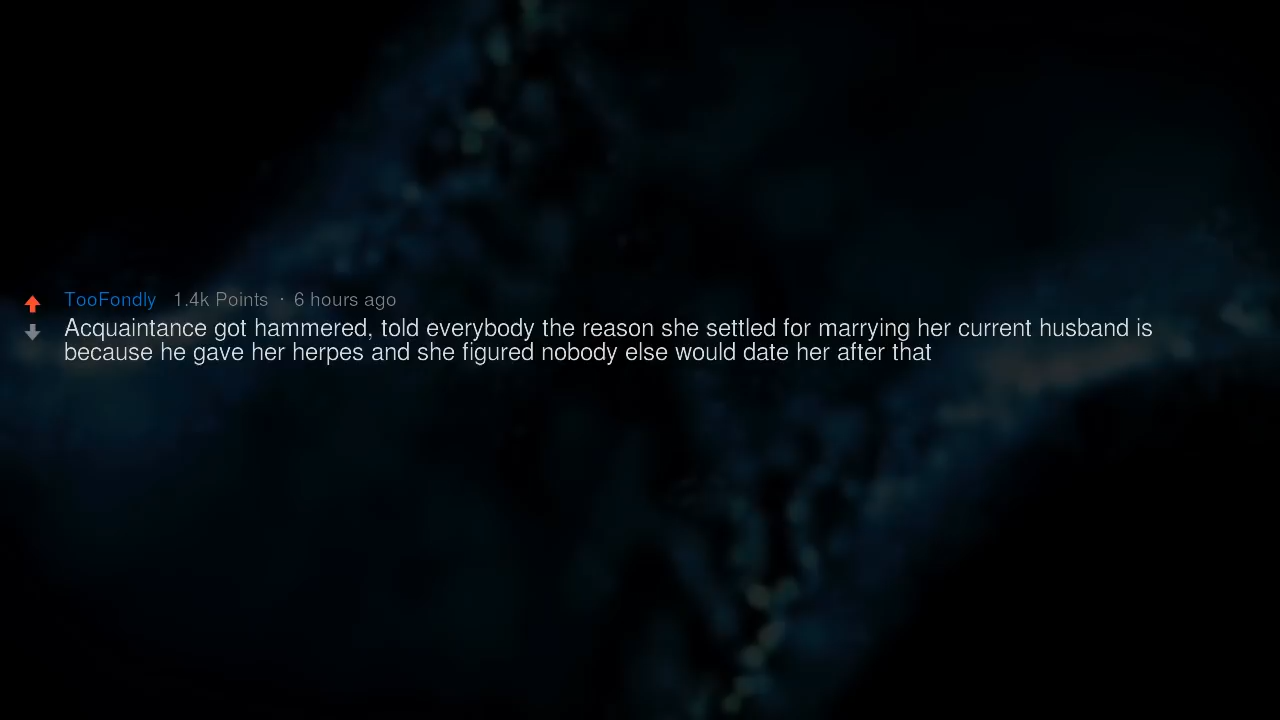 TooFondly 1.4k Points · 6 hours ago
Acquaintance got hammered, told everybody the reason she settled for marrying her current husband is
because he gave her herpes and she figured nobody else would date her after that